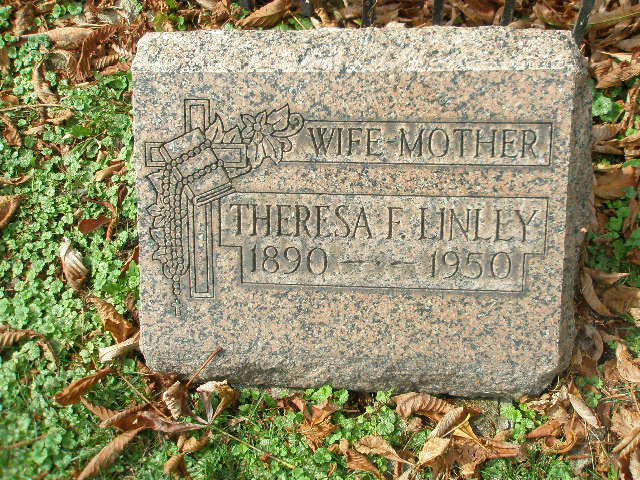 WIFE-MOTHER
THERESA F. LINLEY
1890 - - 1950